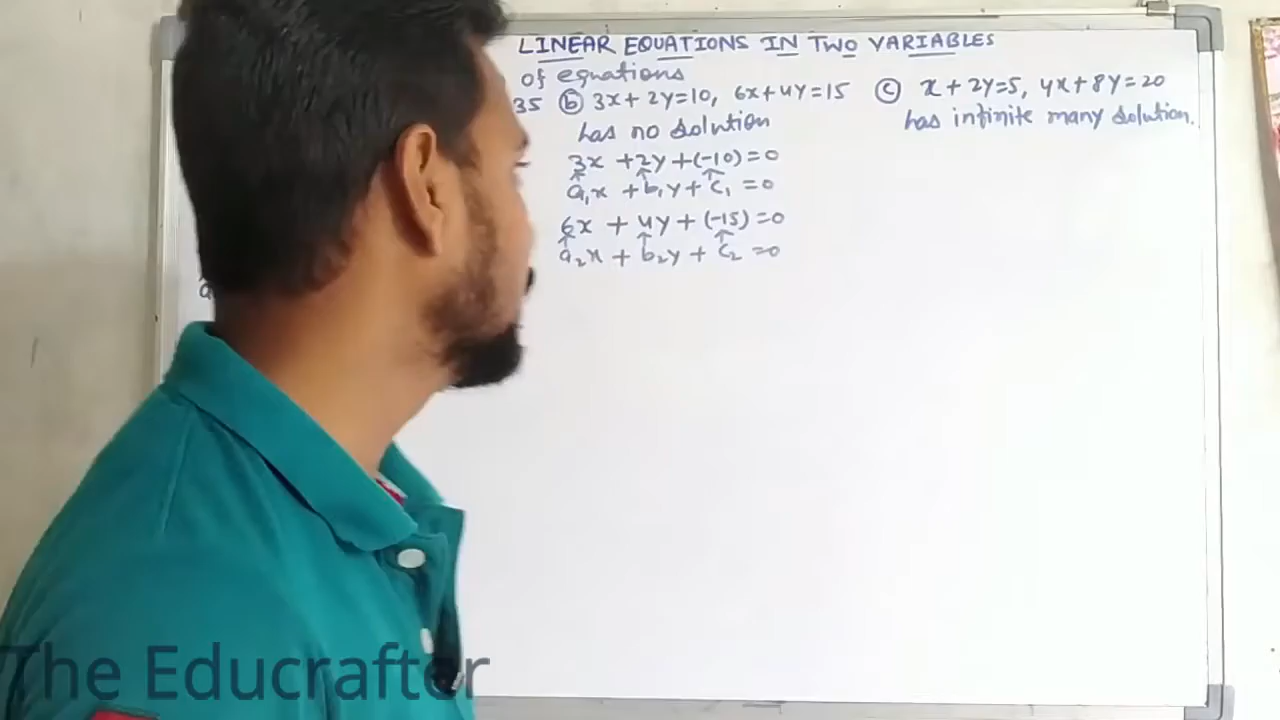 LINEAR EQUATIONS IN TWO VARIABLES
of equations
35 ⓑ 3x + 2y = 10, 6x + 4y = 15
has no solution
3x + 2y + (-10) = 0
↑ ↑ ↑
a₁x + b₁y + c₁ = 0
6x + 4y + (-15) = 0
↑ ↑ ↑
a₂x + b₂y + c₂ = 0
ⓒ x + 2y = 5, 4x + 8y = 20
has infinite many solution.
The Educrafter